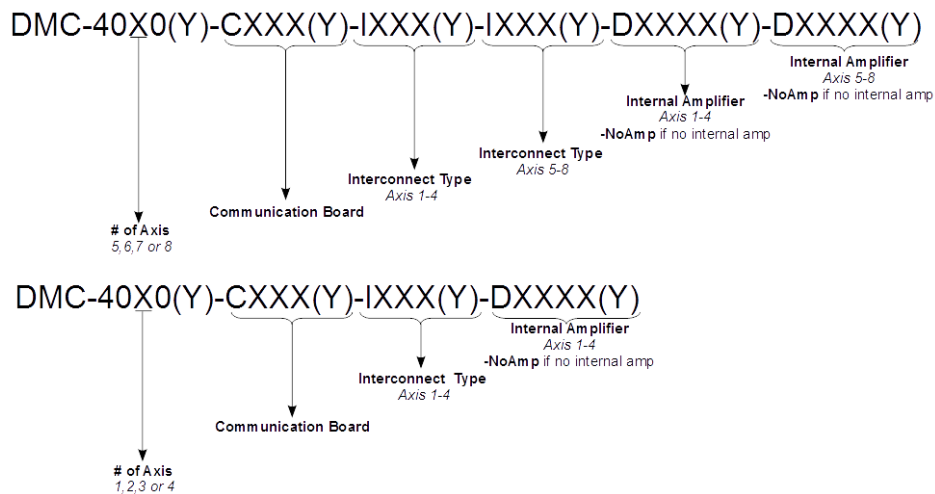 DMC-40X0(Y)-CXXX(Y)-IXXX(Y)-IXXX(Y)-DXXXX(Y)-DXXXX(Y)
Internal Amplifier
Axis 5-8
-NoAmp if no internal amp
Internal Amplifier
Axis 1-4
-NoAmp if no internal amp
Interconnect Type
Axis 5-8
Interconnect Type
Axis 1-4
Communication Board
# of Axis
5,6,7 or 8
DMC-40X0(Y)-CXXX(Y)-IXXX(Y)-DXXXX(Y)
Internal Amplifier
Axis 1-4
-NoAmp if no internal amp
Interconnect Type
Axis 1-4
Communication Board
# of Axis
1,2,3 or 4